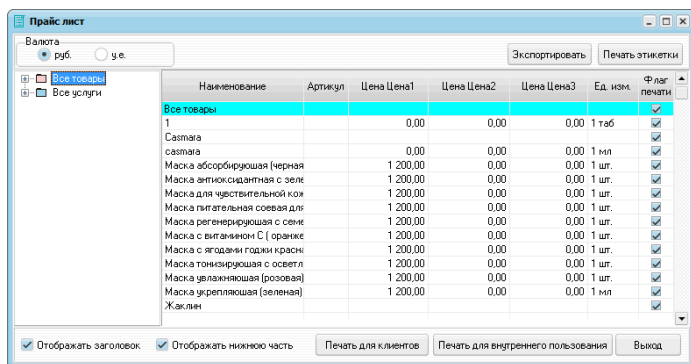 Прайс лист
Валюта
руб. у.е. Экспортировать Печать этикетки
Все товары
Все услуги
Наименование Артикул Цена Цена1 Цена Цена2 Цена Цена3 Ед. изм. Флаг печати
Все товары
1 0,00 0,00 0,00 1 таб
Casmara
casmara 0,00 0,00 0,00 1 мл
Маска абсорбирующая (черная 1 200,00 0,00 0,00 1 шт.
Маска антиоксидантная с зеле 1 200,00 0,00 0,00 1 шт.
Маска для чувствительной кож 1 200,00 0,00 0,00 1 шт.
Маска питательная соевая для 1 200,00 0,00 0,00 1 шт.
Маска регенерирующая с семе 1 200,00 0,00 0,00 1 шт.
Маска с витамином С ( оранже 1 200,00 0,00 0,00 1 шт.
Маска с ягодами годжи красна 1 200,00 0,00 0,00 1 шт.
Маска тонизирующая с осветл 1 200,00 0,00 0,00 1 шт.
Маска увлажняющая (розовая) 1 200,00 0,00 0,00 1 шт.
Маска укрепляющая (зеленая) 1 200,00 0,00 0,00 1 мл
Жаклин
Отображать заголовок Отображать нижнюю часть Печать для клиентов Печать для внутреннего пользования Выход